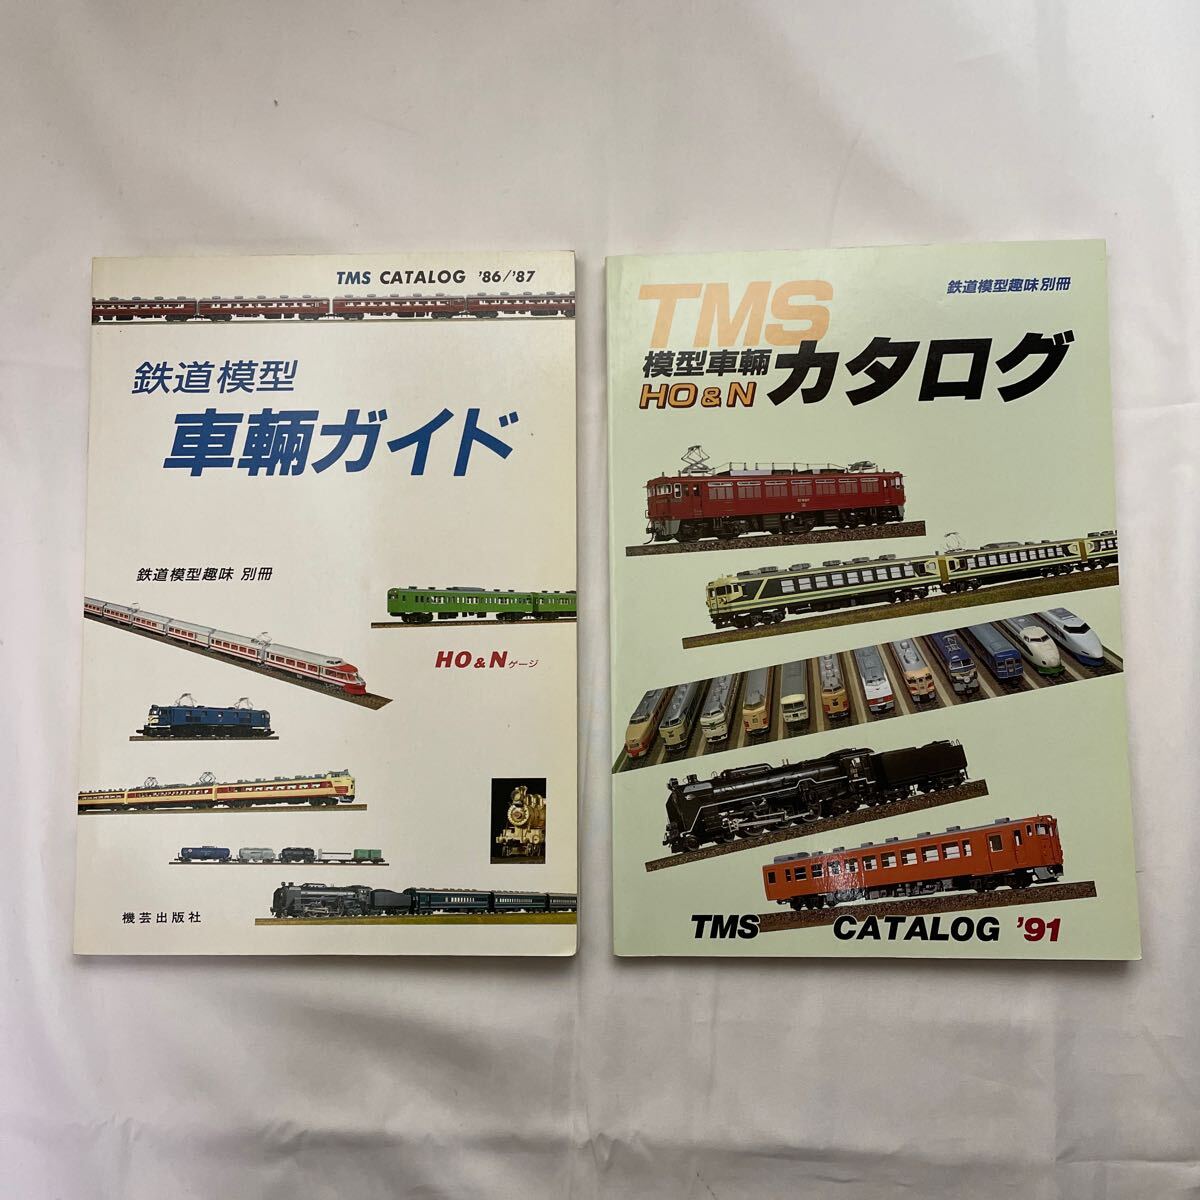 TMS CATALOG '86/'87
鉄道模型
車輛ガイド
鉄道模型趣味 別冊
HO&Nゲージ
機芸出版社
鉄道模型趣味別冊
TMS
模型車輛
HO&N
カタログ
TMS CATALOG '91